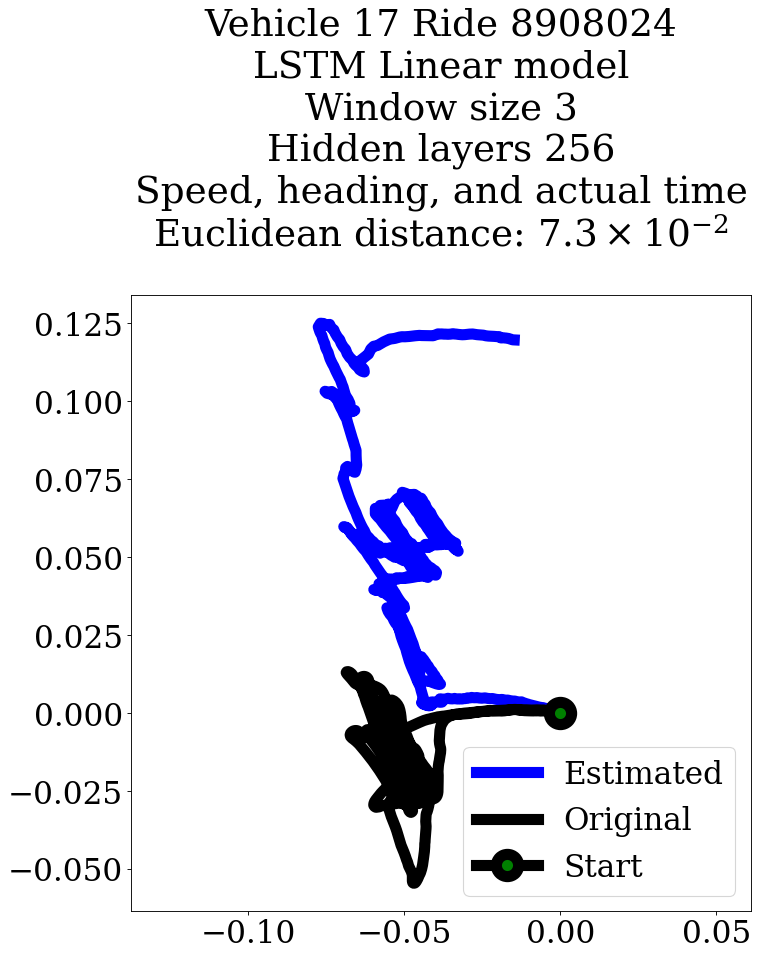 Vehicle 17 Ride 8908024
LSTM Linear model
Window size 3
Hidden layers 256
Speed, heading, and actual time
Euclidean distance: 7.3 × 10⁻²
0.125
0.100
0.075
0.050
0.025
0.000
−0.025
−0.050
Estimated
Original
Start
−0.10
−0.05
0.00
0.05